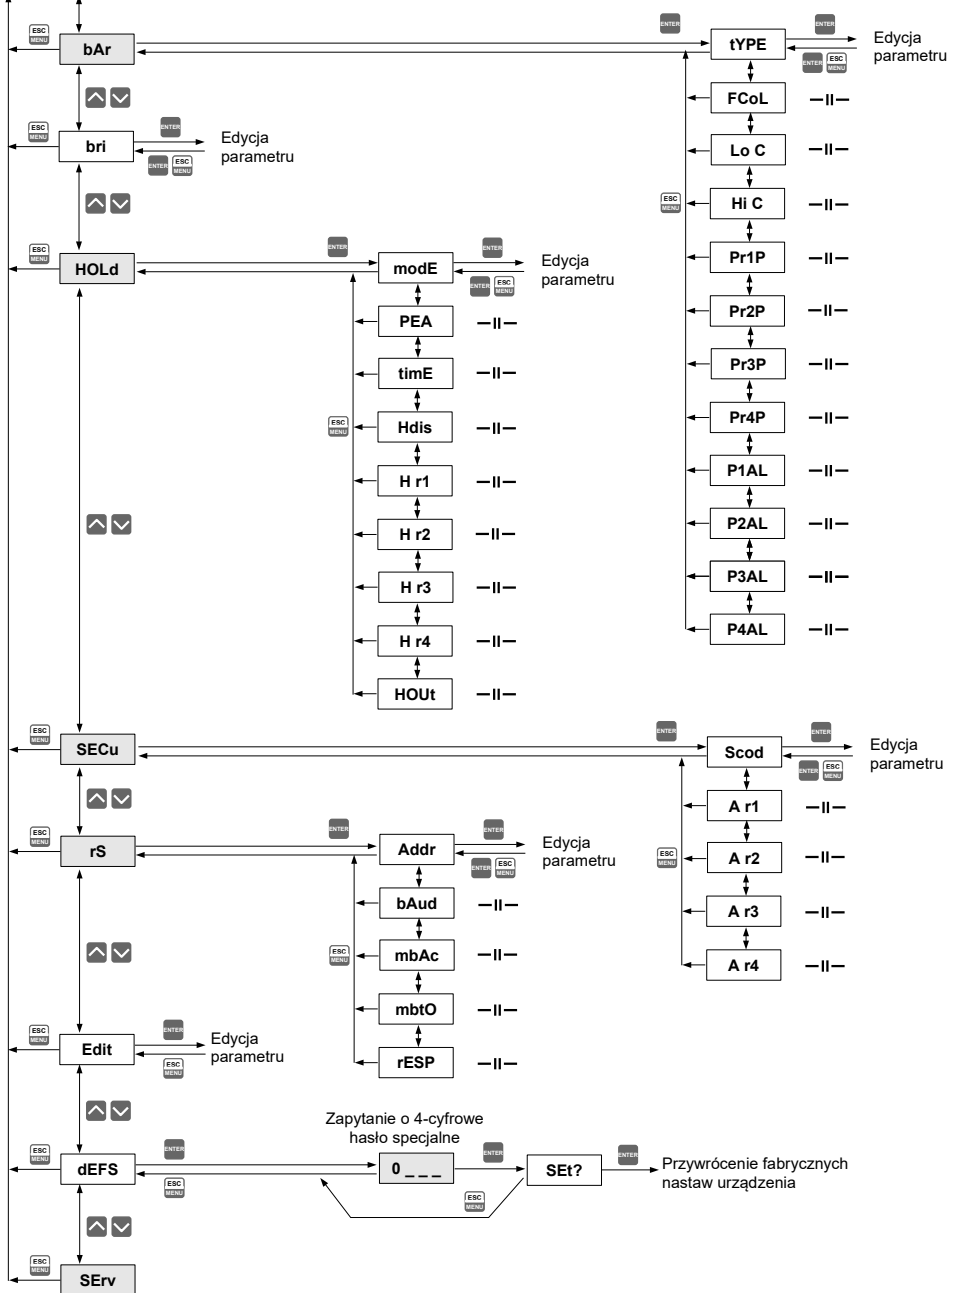 ESC
MENU
bAr
ENTER
tYPE
ENTER
ENTER
ESC
MENU
Edycja
parametru
FCoL
—II—
ESC
MENU
bri
ENTER
ENTER
ESC
MENU
Edycja
parametru
Lo C
—II—
ESC
MENU
Hi C
—II—
ESC
MENU
HOLd
ENTER
modE
ENTER
ENTER
ESC
MENU
Edycja
parametru
Pr1P
—II—
PEA
—II—
Pr2P
—II—
timE
—II—
Pr3P
—II—
ESC
MENU
Hdis
—II—
Pr4P
—II—
H r1
—II—
P1AL
—II—
H r2
—II—
P2AL
—II—
H r3
—II—
P3AL
—II—
H r4
—II—
P4AL
—II—
HOUt
—II—
ESC
MENU
SECu
ENTER
Scod
ENTER
ENTER
ESC
MENU
Edycja
parametru
A r1
—II—
ESC
MENU
rS
ENTER
Addr
ENTER
ENTER
ESC
MENU
Edycja
parametru
ESC
MENU
A r2
—II—
bAud
—II—
A r3
—II—
ESC
MENU
mbAc
—II—
A r4
—II—
mbtO
—II—
ESC
MENU
Edit
ENTER
ESC
MENU
Edycja
parametru
rESP
—II—
Zapytanie o 4-cyfrowe
hasło specjalne
ESC
MENU
dEFS
ENTER
ESC
MENU
0 _ _ _
ENTER
ESC
MENU
SEt?
ENTER
Przywrócenie fabrycznych
nastaw urządzenia
ESC
MENU
SErv